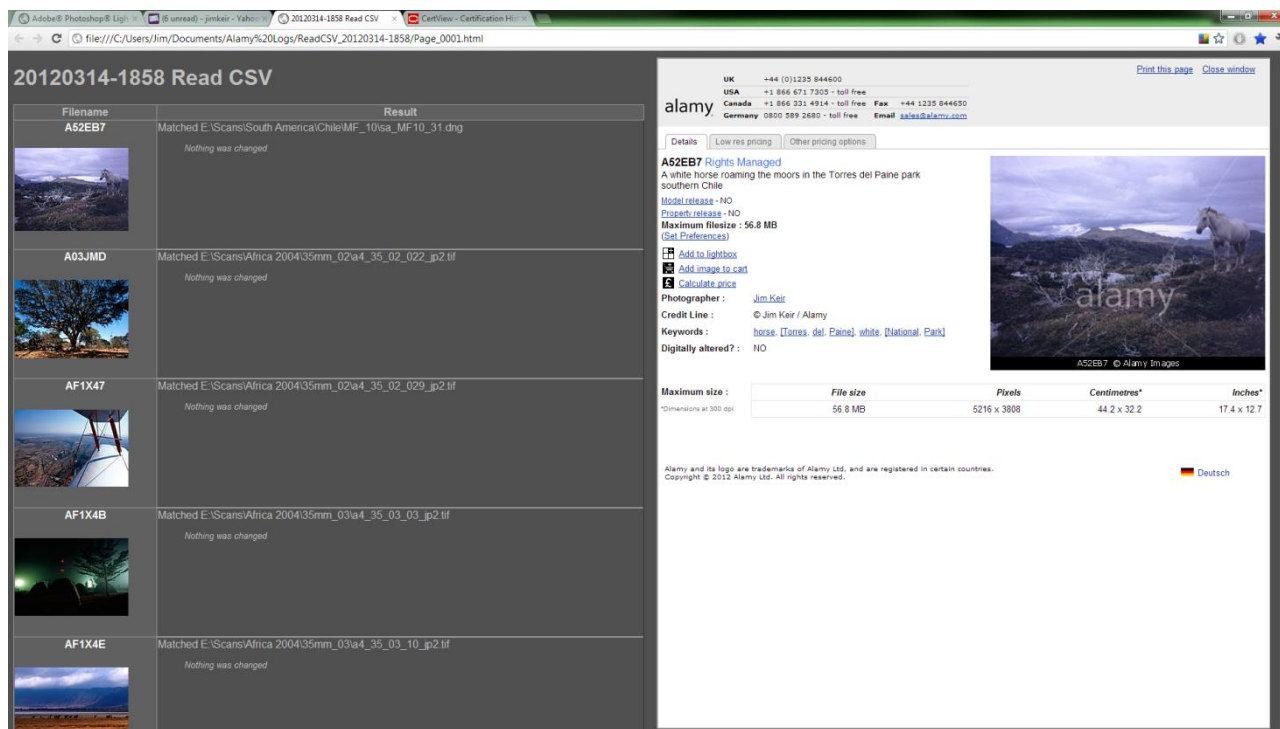 Adobe® Photoshop® Ligh
(6 unread) - jimkeir - Yahoo
20120314-1858 Read CSV
CertView - Certification His
file:///C:/Users/Jim/Documents/Alamy%20Logs/ReadCSV_20120314-1858/Page_0001.html
20120314-1858 Read CSV
Filename Result
A52EB7 Matched E:\Scans\South America\Chile\MF_10\sa_MF10_31.dng
Nothing was changed
A03JMD Matched E:\Scans\Africa 2004\35mm_02\a4_35_02_022_jp2.tif
Nothing was changed
AF1X47 Matched E:\Scans\Africa 2004\35mm_02\a4_35_02_029_jp2.tif
Nothing was changed
AF1X4B Matched E:\Scans\Africa 2004\35mm_03\a4_35_03_03_jp2.tif
Nothing was changed
AF1X4E Matched E:\Scans\Africa 2004\35mm_03\a4_35_03_10_jp2.tif
Nothing was changed
Print this page Close window
alamy
UK +44 (0)1235 844600
USA +1 866 671 7305 - toll free
Canada +1 866 331 4914 - toll free Fax +44 1235 844650
Germany 0800 589 2680 - toll free Email sales@alamy.com
Details Low res pricing Other pricing options
A52EB7 Rights Managed
A white horse roaming the moors in the Torres del Paine park
southern Chile
Model release - NO
Property release - NO
Maximum filesize : 56.8 MB
(Set Preferences)
Add to lightbox
Add image to cart
£ Calculate price
Photographer : Jim Keir
Credit Line : © Jim Keir / Alamy
Keywords : horse, [Torres, del, Paine], white, [National, Park]
Digitally altered? : NO
alamy
A52EB7 © Alamy Images
Maximum size : File size Pixels Centimetres* Inches*
*Dimensions at 300 dpi 56.8 MB 5216 x 3808 44.2 x 32.2 17.4 x 12.7
Alamy and its logo are trademarks of Alamy Ltd. and are registered in certain countries.
Copyright © 2012 Alamy Ltd. All rights reserved.
Deutsch